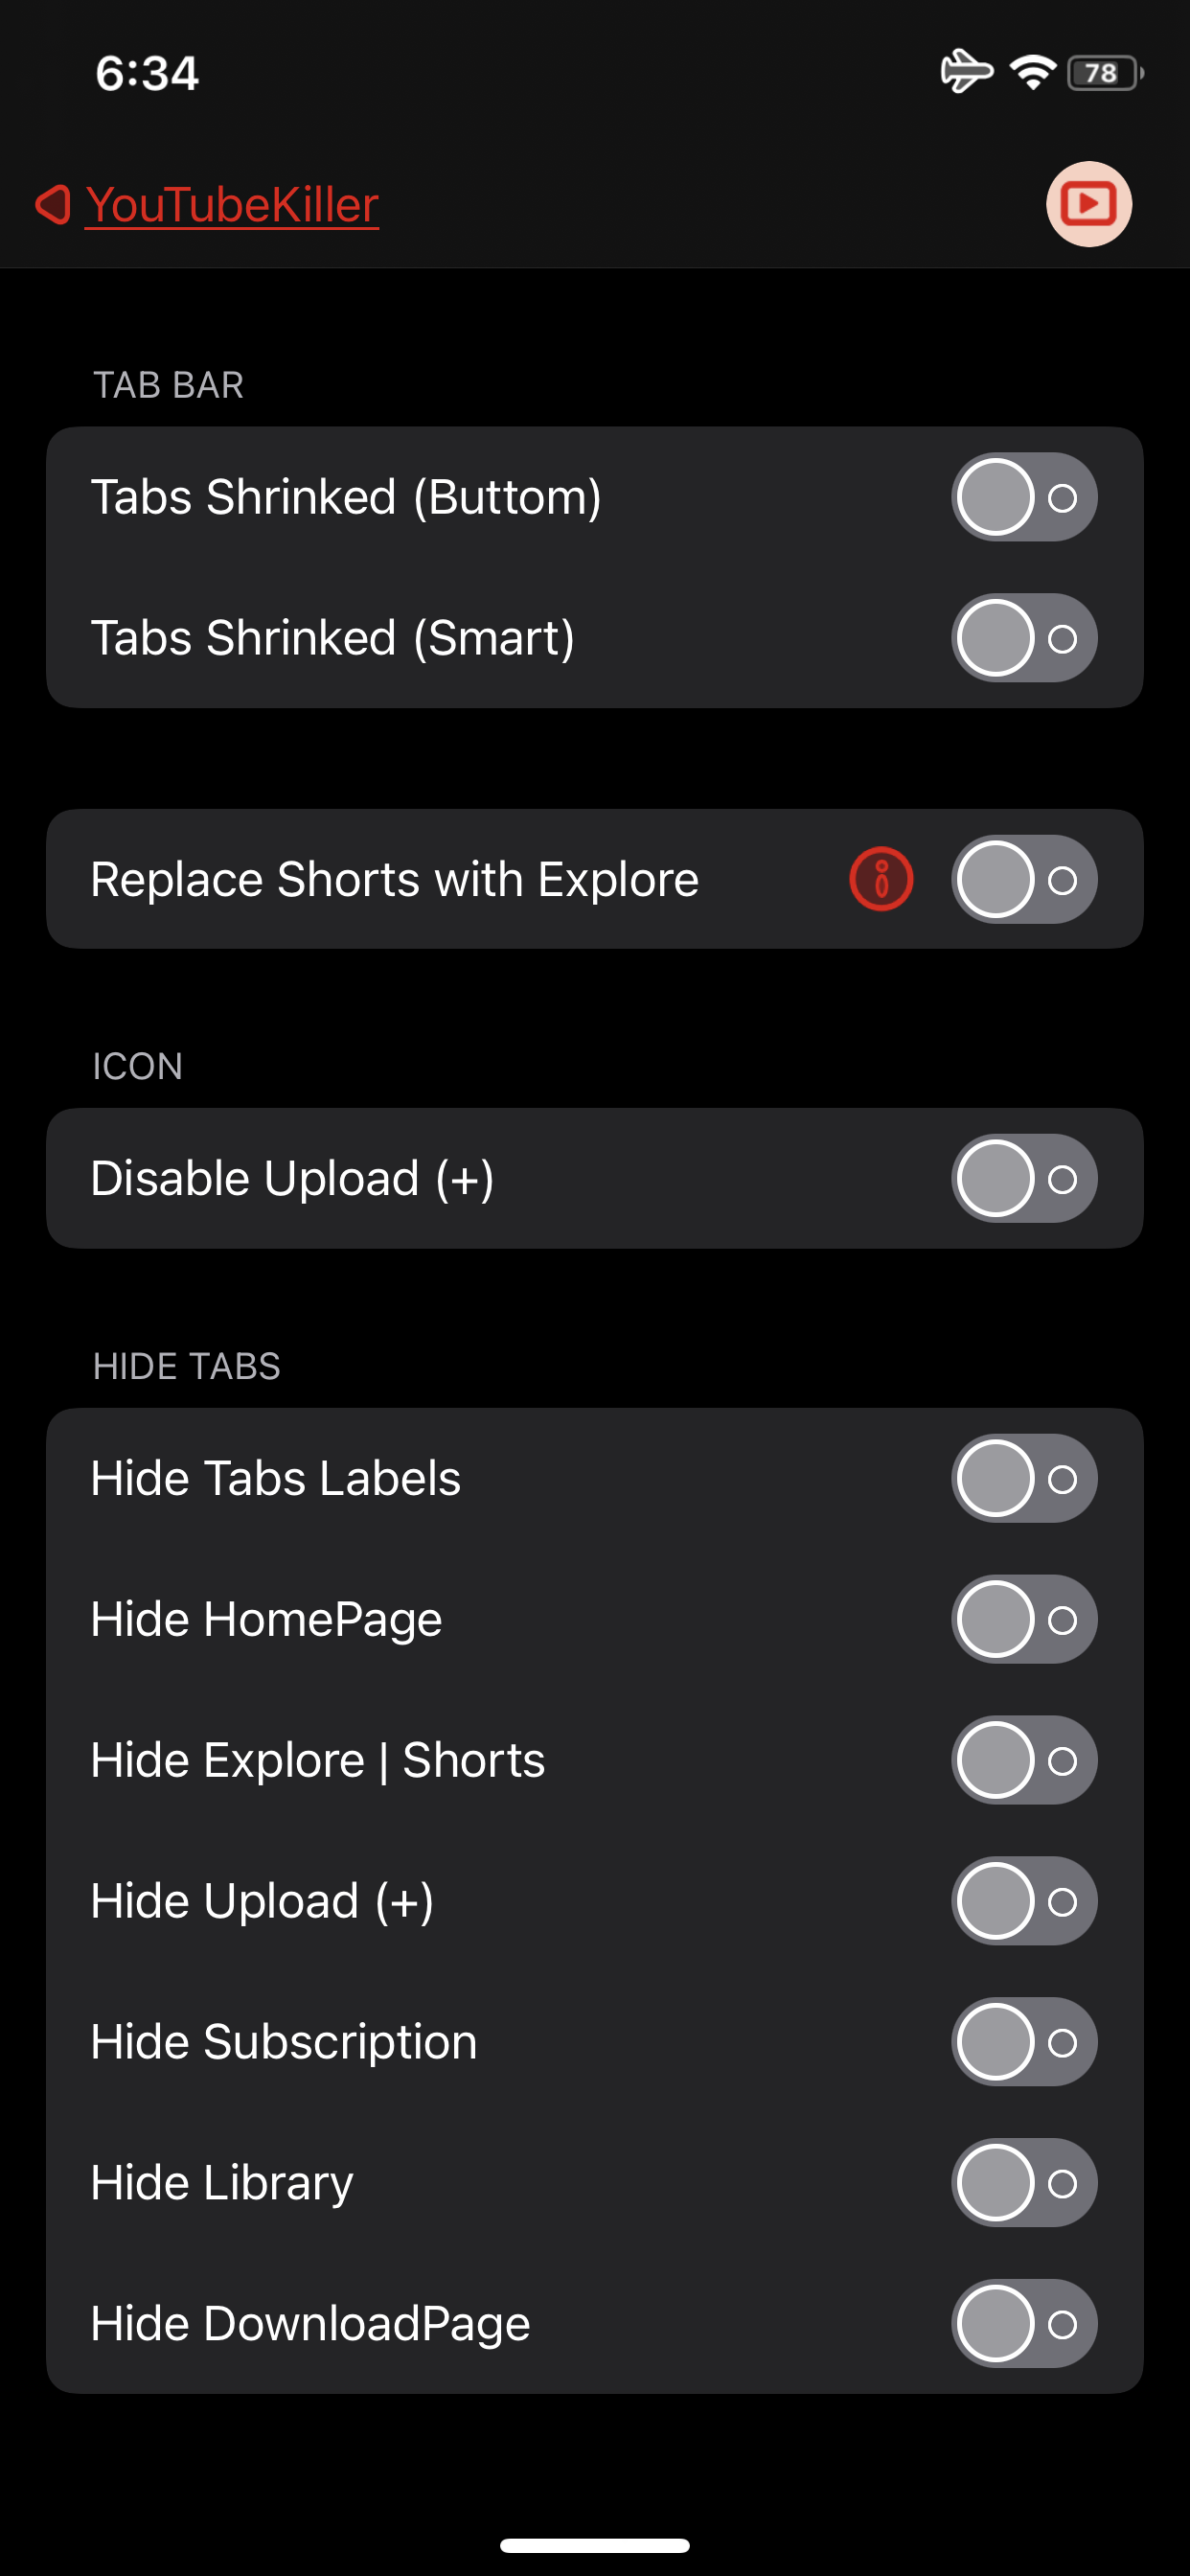 6:34
78
YouTubeKiller
TAB BAR
Tabs Shrinked (Buttom)
Tabs Shrinked (Smart)
Replace Shorts with Explore
ICON
Disable Upload (+)
HIDE TABS
Hide Tabs Labels
Hide HomePage
Hide Explore | Shorts
Hide Upload (+)
Hide Subscription
Hide Library
Hide DownloadPage